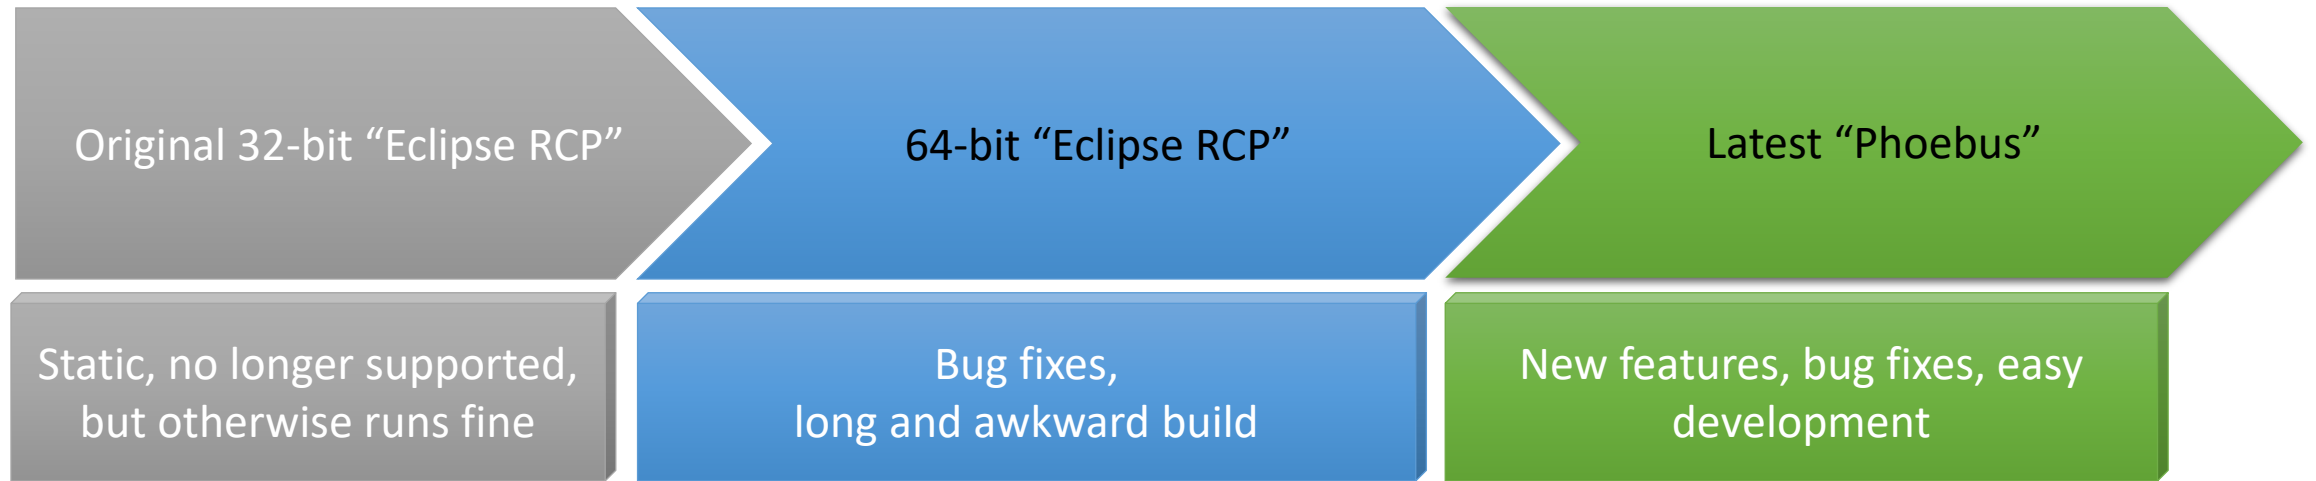 Original 32-bit “Eclipse RCP”
64-bit “Eclipse RCP”
Latest “Phoebus”
Static, no longer supported,
but otherwise runs fine
Bug fixes,
long and awkward build
New features, bug fixes, easy
development